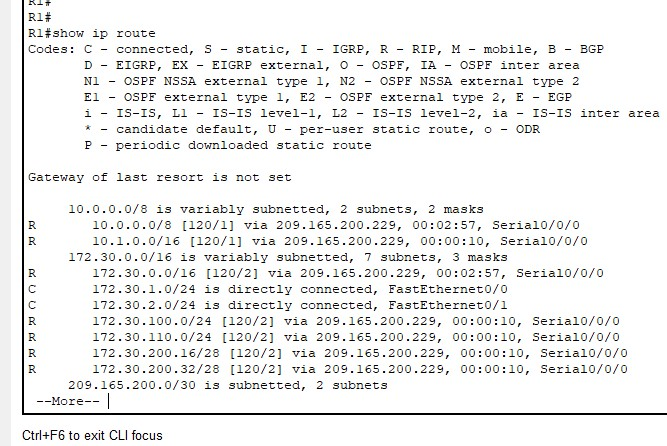 R1#
R1#
R1#show ip route
Codes: C - connected, S - static, I - IGRP, R - RIP, M - mobile, B - BGP
       D - EIGRP, EX - EIGRP external, O - OSPF, IA - OSPF inter area
       N1 - OSPF NSSA external type 1, N2 - OSPF NSSA external type 2
       E1 - OSPF external type 1, E2 - OSPF external type 2, E - EGP
       i - IS-IS, L1 - IS-IS level-1, L2 - IS-IS level-2, ia - IS-IS inter area
       * - candidate default, U - per-user static route, o - ODR
       P - periodic downloaded static route
Gateway of last resort is not set
     10.0.0.0/8 is variably subnetted, 2 subnets, 2 masks
R       10.0.0.0/8 [120/1] via 209.165.200.229, 00:02:57, Serial0/0/0
R       10.1.0.0/16 [120/1] via 209.165.200.229, 00:00:10, Serial0/0/0
     172.30.0.0/16 is variably subnetted, 7 subnets, 3 masks
R       172.30.0.0/16 [120/2] via 209.165.200.229, 00:02:57, Serial0/0/0
C       172.30.1.0/24 is directly connected, FastEthernet0/0
C       172.30.2.0/24 is directly connected, FastEthernet0/1
R       172.30.100.0/24 [120/2] via 209.165.200.229, 00:00:10, Serial0/0/0
R       172.30.110.0/24 [120/2] via 209.165.200.229, 00:00:10, Serial0/0/0
R       172.30.200.16/28 [120/2] via 209.165.200.229, 00:00:10, Serial0/0/0
R       172.30.200.32/28 [120/2] via 209.165.200.229, 00:00:10, Serial0/0/0
     209.165.200.0/30 is subnetted, 2 subnets
 --More--
Ctrl+F6 to exit CLI focus